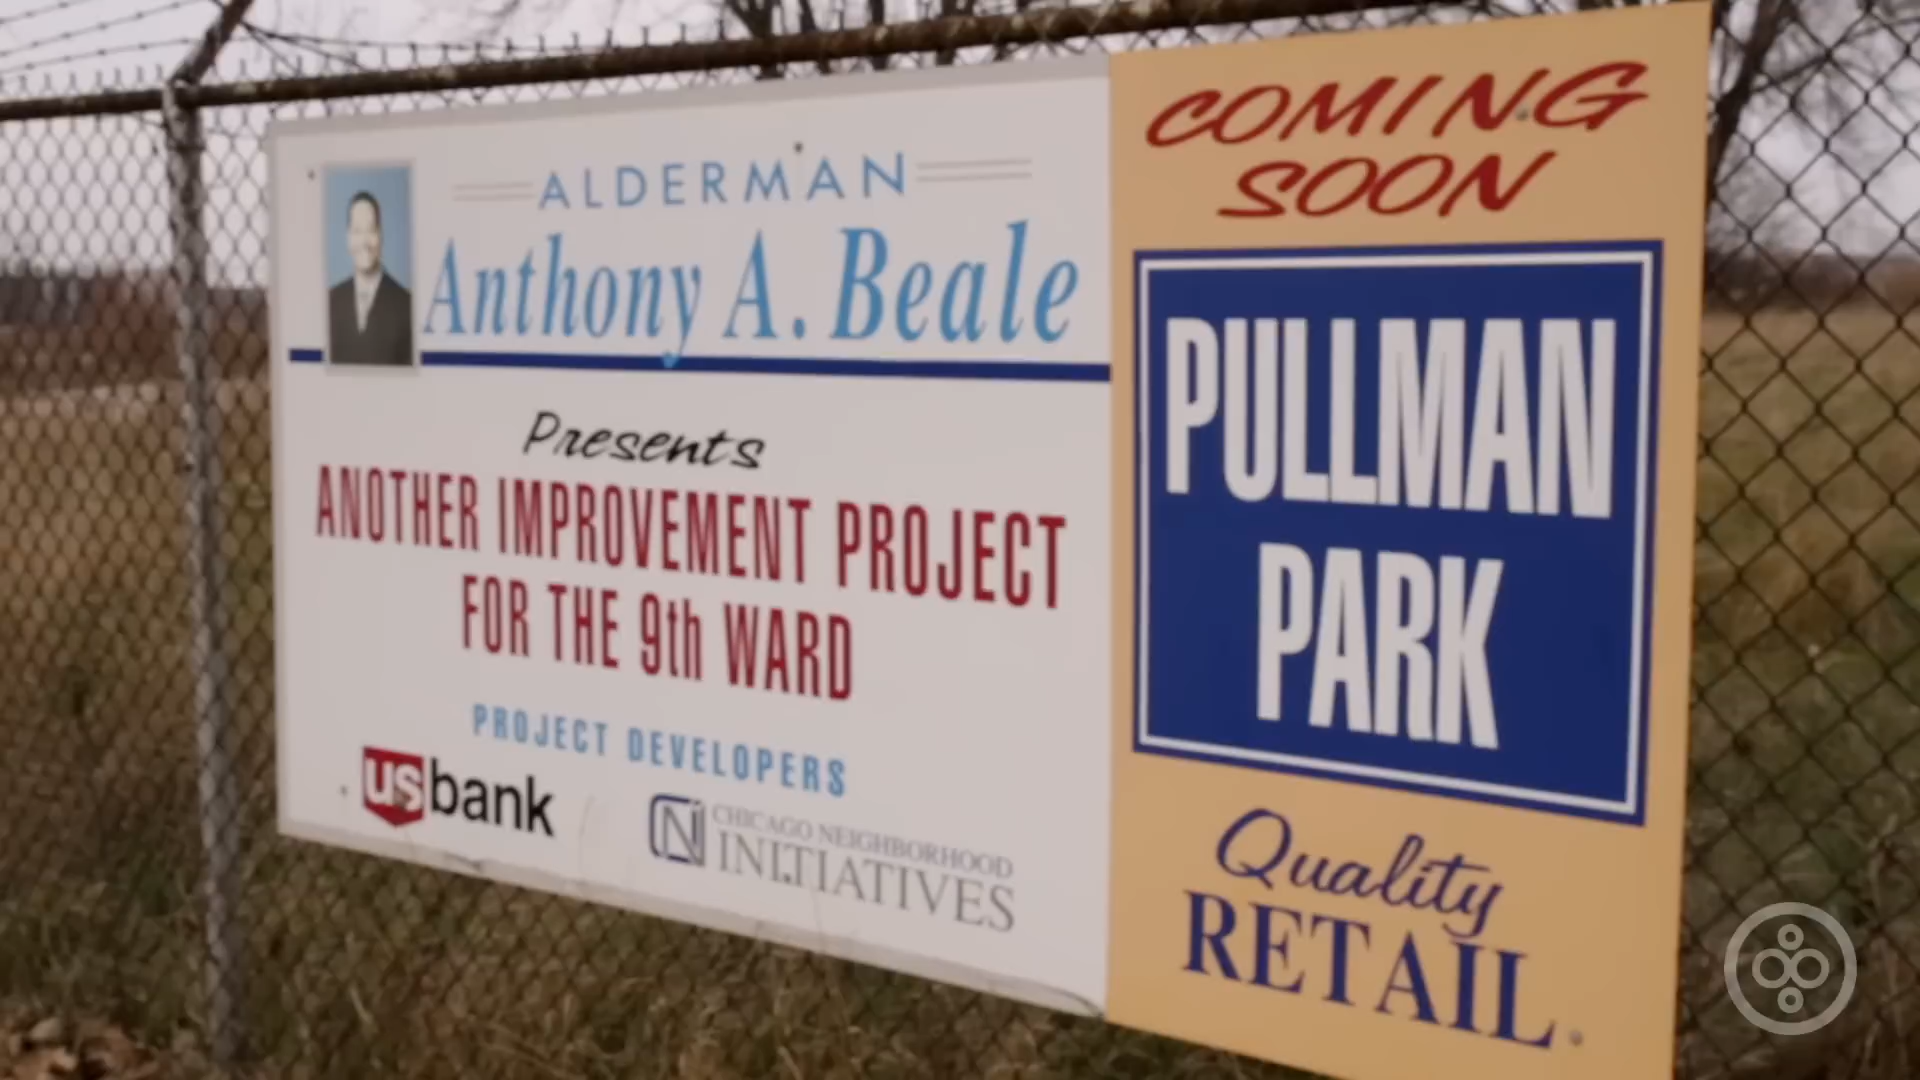 ALDERMAN
Anthony A. Beale
Presents
ANOTHER IMPROVEMENT PROJECT
FOR THE 9th WARD
PROJECT DEVELOPERS
usbank
CHICAGO NEIGHBORHOOD
INITIATIVES
COMING
SOON
PULLMAN
PARK
Quality
RETAIL